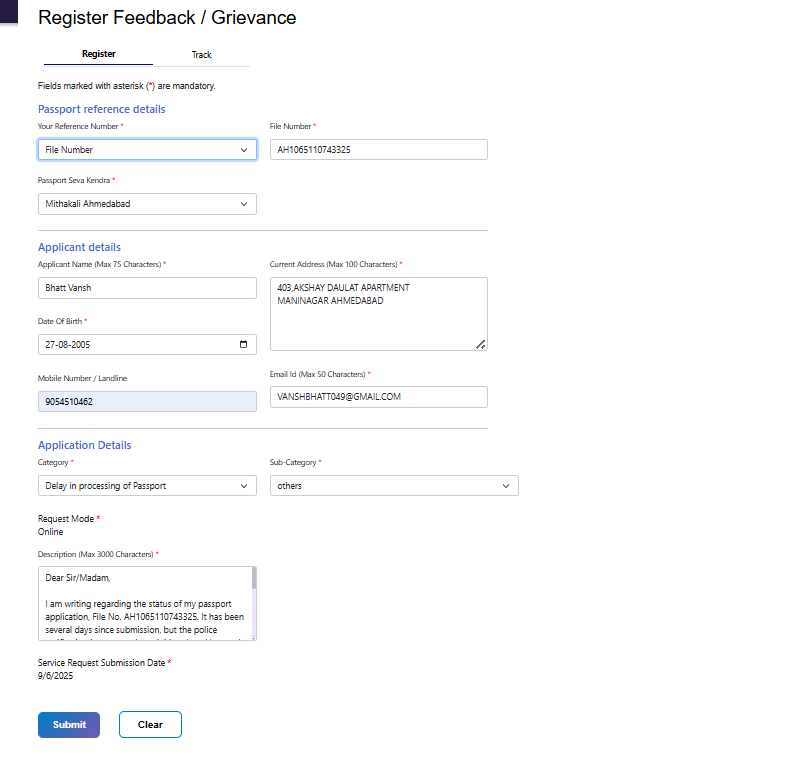 Register Feedback / Grievance
Register Track
Fields marked with asterisk (*) are mandatory.
Passport reference details
Your Reference Number * File Number *
File Number AH1065110743325
Passport Seva Kendra *
Mithakali Ahmedabad
Applicant details
Applicant Name (Max 75 Characters) * Current Address (Max 100 Characters) *
Bhatt Vansh 403,AKSHAY DAULAT APARTMENT
MANINAGAR AHMEDABAD
Date Of Birth *
27-08-2005
Mobile Number / Landline Email Id (Max 50 Characters) *
9054510462 VANSHBHATT049@GMAIL.COM
Application Details
Category * Sub-Category *
Delay in processing of Passport others
Request Mode *
Online
Description (Max 3000 Characters) *
Dear Sir/Madam,
I am writing regarding the status of my passport
application, File No. AH1065110743325. It has been
several days since submission, but the police
Service Request Submission Date *
9/6/2025
Submit Clear